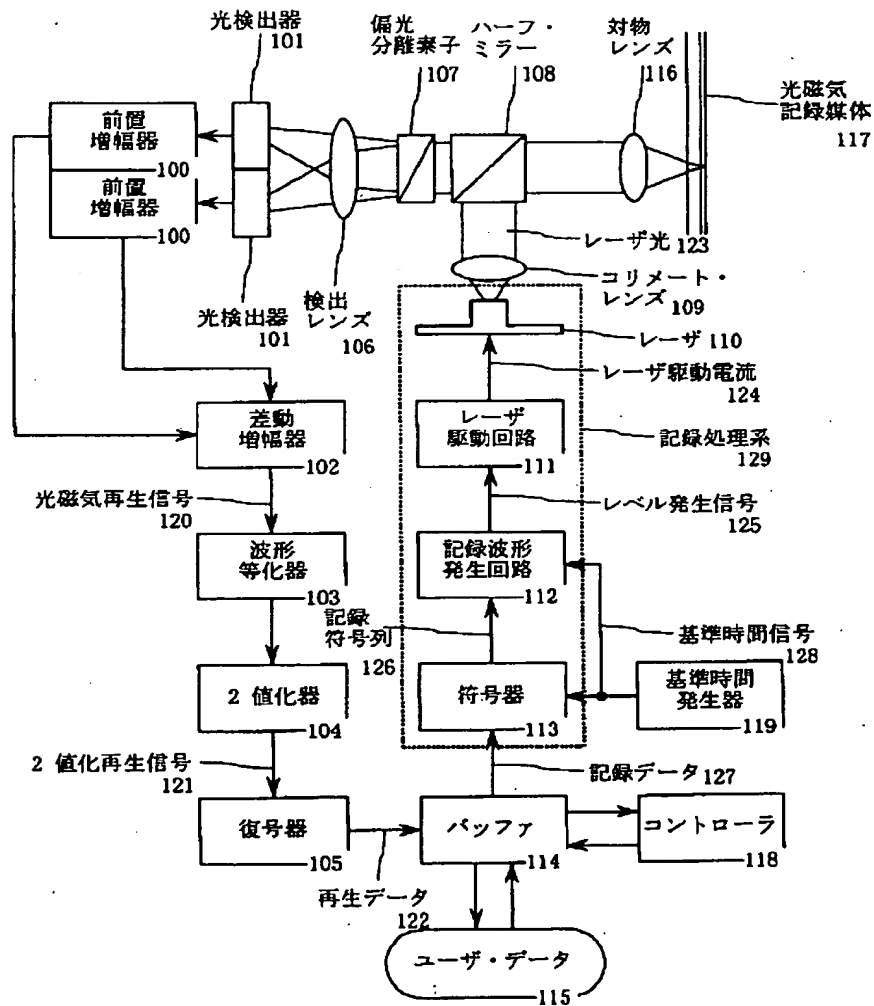 光検出器
101
偏光
分離素子
107
ハーフ・
ミラー
108
対物
レンズ
116
光磁気
記録媒体
117
前置
増幅器
100
前置
増幅器
100
光検出器
101
検出
レンズ
106
レーザ光
123
コリメート・
レンズ
109
レーザ 110
レーザ駆動電流
124
差動
増幅器
102
レーザ
駆動回路
111
記録処理系
129
光磁気再生信号
120
レベル発生信号
125
波形
等化器
103
記録波形
発生回路
112
記録
符号列
126
基準時間信号
128
2 値化器
104
符号器
113
基準時間
発生器
119
2 値化再生信号
121
記録データ 127
復号器
105
バッファ
114
コントローラ
118
再生データ
122
ユーザ・データ
115